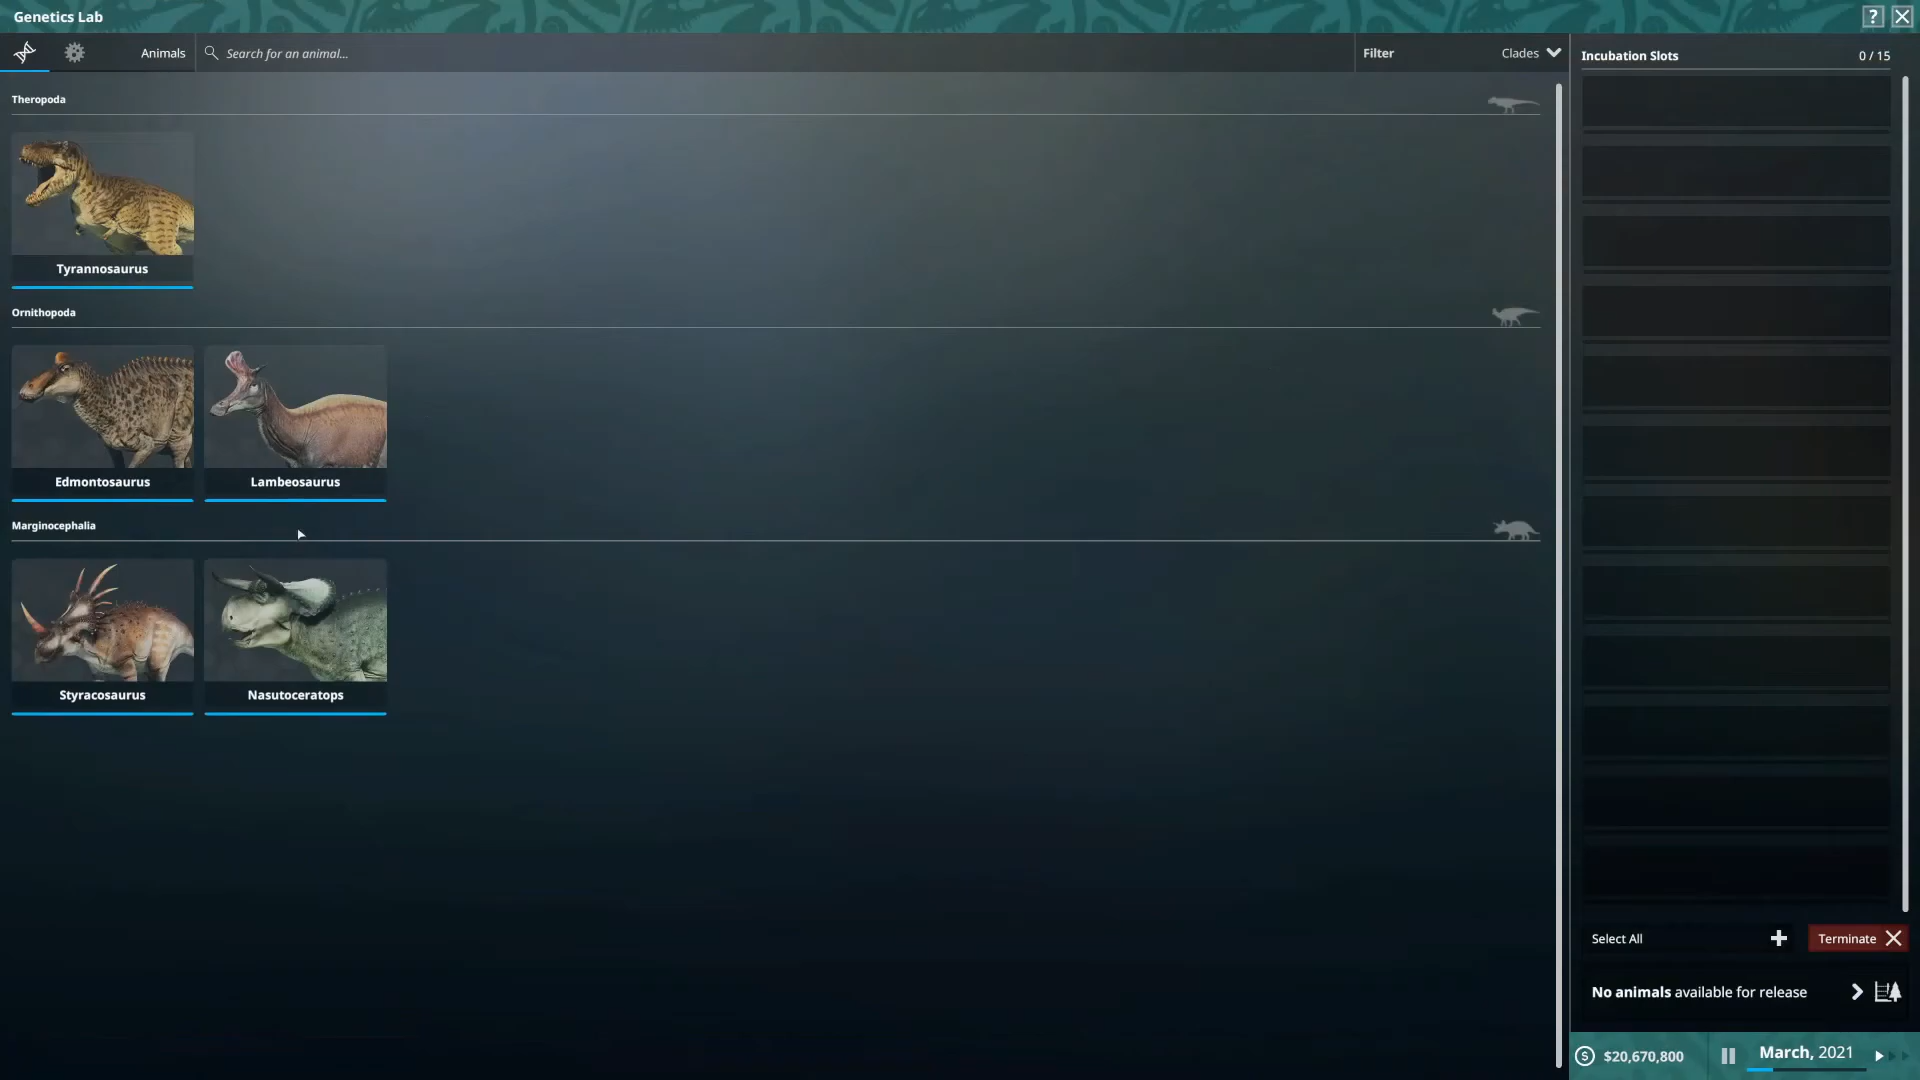 Genetics Lab
?
Animals
Search for an animal...
Filter
Clades
Incubation Slots
0 / 15
Theropoda
Tyrannosaurus
Ornithopoda
Edmontosaurus
Lambeosaurus
Marginocephalia
Styracosaurus
Nasutoceratops
Select All
Terminate
No animals available for release
$20,670,800
March, 2021